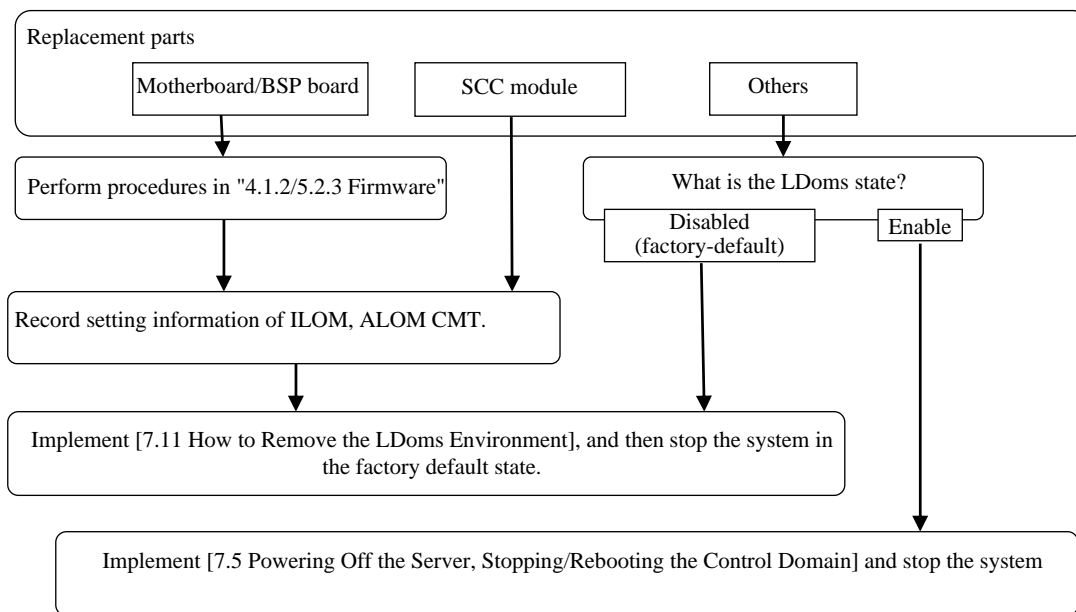 Replacement parts
Motherboard/BSP board
SCC module
Others
Perform procedures in "4.1.2/5.2.3 Firmware"
What is the LDoms state?
Disabled
(factory-default)
Enable
Record setting information of ILOM, ALOM CMT.
Implement [7.11 How to Remove the LDoms Environment], and then stop the system in
the factory default state.
Implement [7.5 Powering Off the Server, Stopping/Rebooting the Control Domain] and stop the system